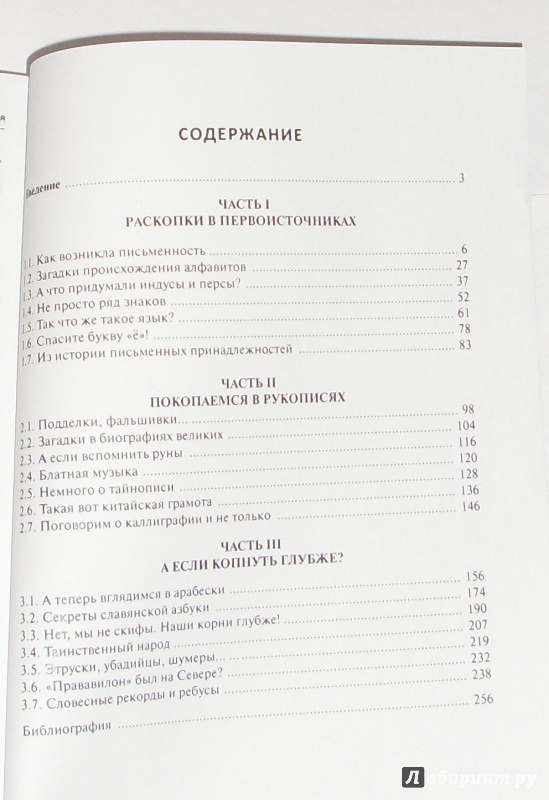 я
СОДЕРЖАНИЕ
Введение ........ 3
ЧАСТЬ I
РАСКОПКИ В ПЕРВОИСТОЧНИКАХ
1.1. Как возникла письменность ........ 6
1.2. Загадки происхождения алфавитов ........ 27
1.3. А что придумали индусы и персы? ........ 37
1.4. Не просто ряд знаков ........ 52
1.5. Так что же такое язык? ........ 61
1.6. Спасите букву «ё»! ........ 78
1.7. Из истории письменных принадлежностей ........ 83
ЧАСТЬ II
ПОКОПАЕМСЯ В РУКОПИСЯХ
2.1. Подделки, фальшивки... ........ 98
2.2. Загадки в биографиях великих ........ 104
2.3. А если вспомнить руны ........ 116
2.4. Блатная музыка ........ 120
2.5. Немного о тайнописи ........ 128
2.6. Такая вот китайская грамота ........ 136
2.7. Поговорим о каллиграфии и не только ........ 146
ЧАСТЬ III
А ЕСЛИ КОПНУТЬ ГЛУБЖЕ?
3.1. А теперь вглядимся в арабески ........ 156
3.2. Секреты славянской азбуки ........ 174
3.3. Нет, мы не скифы. Наши корни глубже! ........ 190
3.4. Таинственный народ ........ 207
3.5. Этруски, убадийцы, шумеры... ........ 219
3.6. «Прававилон» был на Севере? ........ 232
3.7. Словесные рекорды и ребусы ........ 238
Библиография ........ 256
Лабиринт.ру